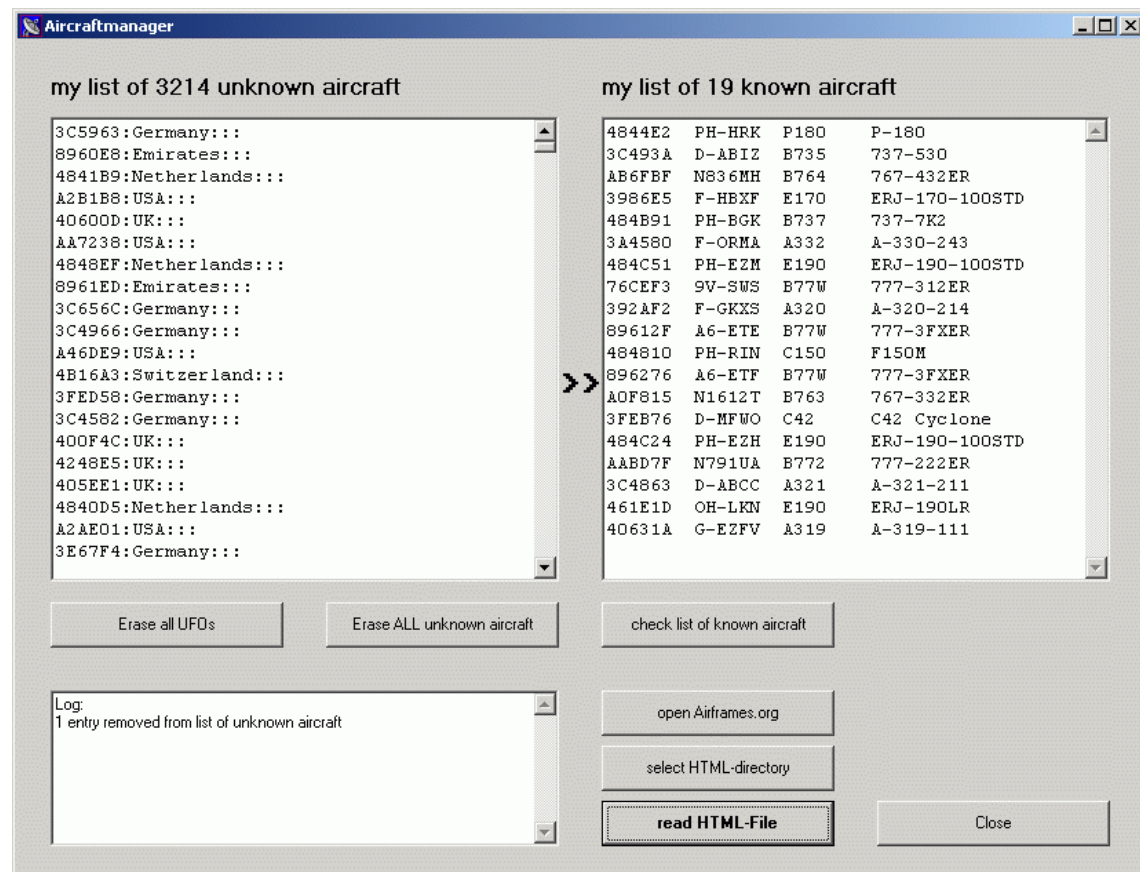 Aircraftmanager
my list of 3214 unknown aircraft
3C5963:Germany:::
8960E8:Emirates:::
4841B9:Netherlands:::
A2B1B8:USA:::
40600D:UK:::
AA7238:USA:::
4848EF:Netherlands:::
8961ED:Emirates:::
3C656C:Germany:::
3C4966:Germany:::
A46DE9:USA:::
4B16A3:Switzerland:::
3FED58:Germany:::
3C4582:Germany:::
400F4C:UK:::
4248E5:UK:::
405EE1:UK:::
4840D5:Netherlands:::
A2AE01:USA:::
3E67F4:Germany:::
>>
my list of 19 known aircraft
4844E2 PH-HRK P180 P-180
3C493A D-ABIZ B735 737-530
AB6FBF N836MH B764 767-432ER
3986E5 F-HBXF E170 ERJ-170-100STD
484B91 PH-BGK B737 737-7K2
3A4580 F-ORMA A332 A-330-243
484C51 PH-EZM E190 ERJ-190-100STD
76CEF3 9V-SWS B77W 777-312ER
392AF2 F-GKXS A320 A-320-214
89612F A6-ETE B77W 777-3FXER
484810 PH-RIN C150 F150M
896276 A6-ETF B77W 777-3FXER
A0F815 N1612T B763 767-332ER
3FEB76 D-MFWO C42 C42 Cyclone
484C24 PH-EZH E190 ERJ-190-100STD
AABD7F N791UA B772 777-222ER
3C4863 D-ABCC A321 A-321-211
461E1D OH-LKN E190 ERJ-190LR
40631A G-EZFV A319 A-319-111
Erase all UFOs
Erase ALL unknown aircraft
check list of known aircraft
Log:
1 entry removed from list of unknown aircraft
open Airframes.org
select HTML-directory
read HTML-File
Close